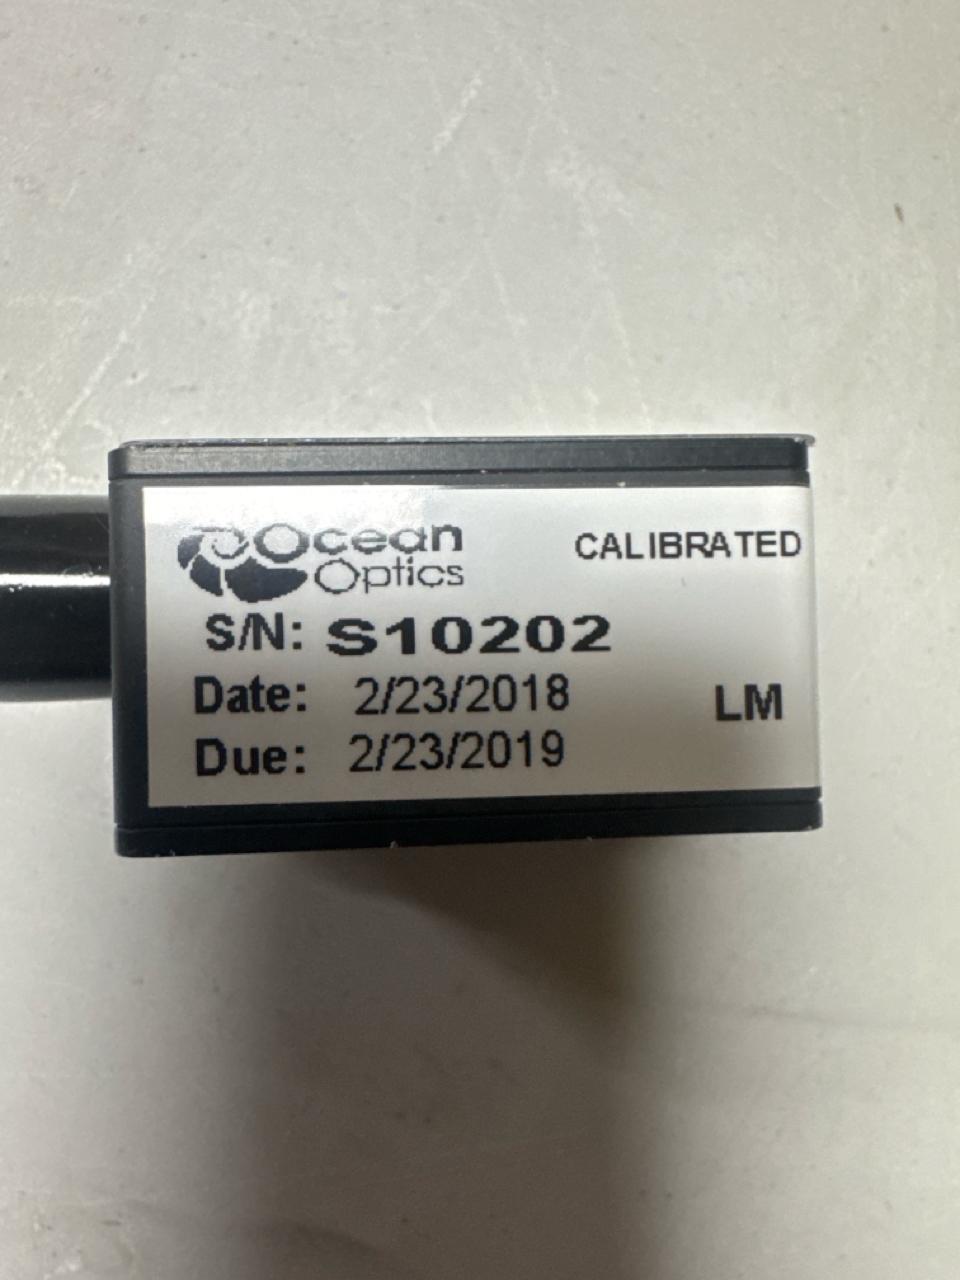 Ocean
Optics
CALIBRATED
S/N: S10202
Date: 2/23/2018
LM
Due: 2/23/2019